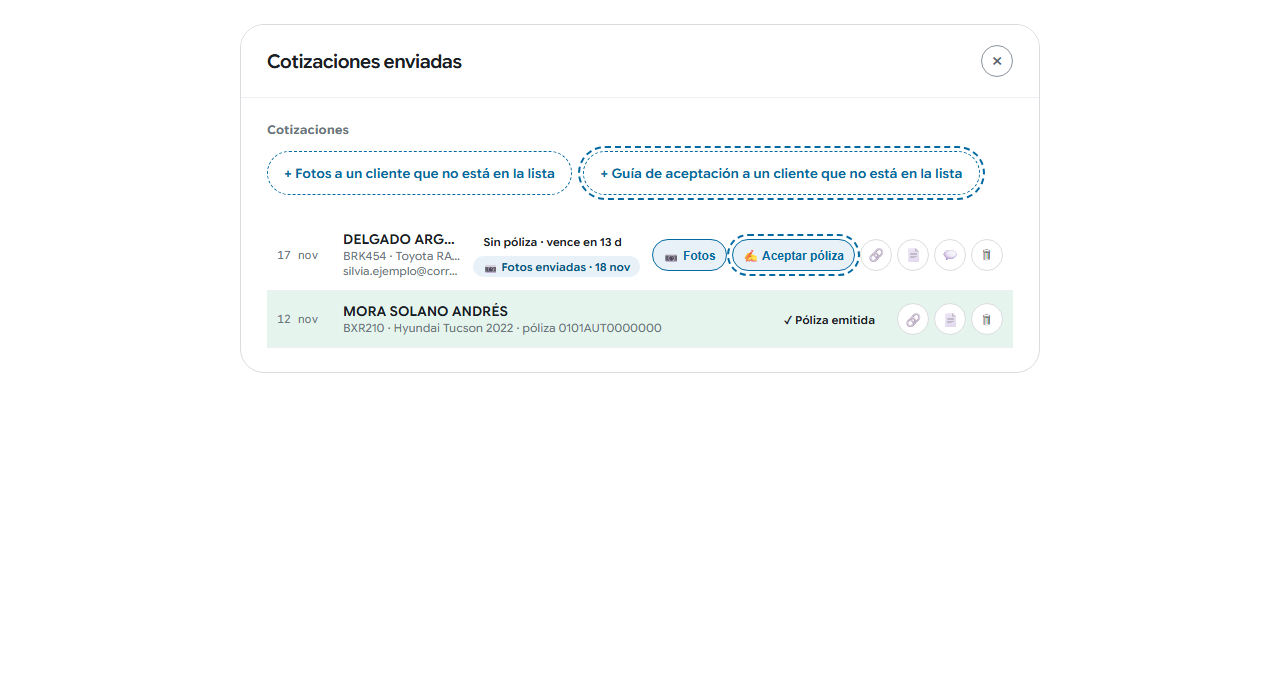 Cotizaciones enviadas
✕
Cotizaciones
+ Fotos a un cliente que no está en la lista
+ Guía de aceptación a un cliente que no está en la lista
17 nov
DELGADO ARG...
BRK454 · Toyota RA...
silvia.ejemplo@corr...
Sin póliza · vence en 13 d
📷 Fotos enviadas · 18 nov
📷 Fotos
✍️ Aceptar póliza
12 nov
MORA SOLANO ANDRÉS
BXR210 · Hyundai Tucson 2022 · póliza 0101AUT0000000
✓ Póliza emitida